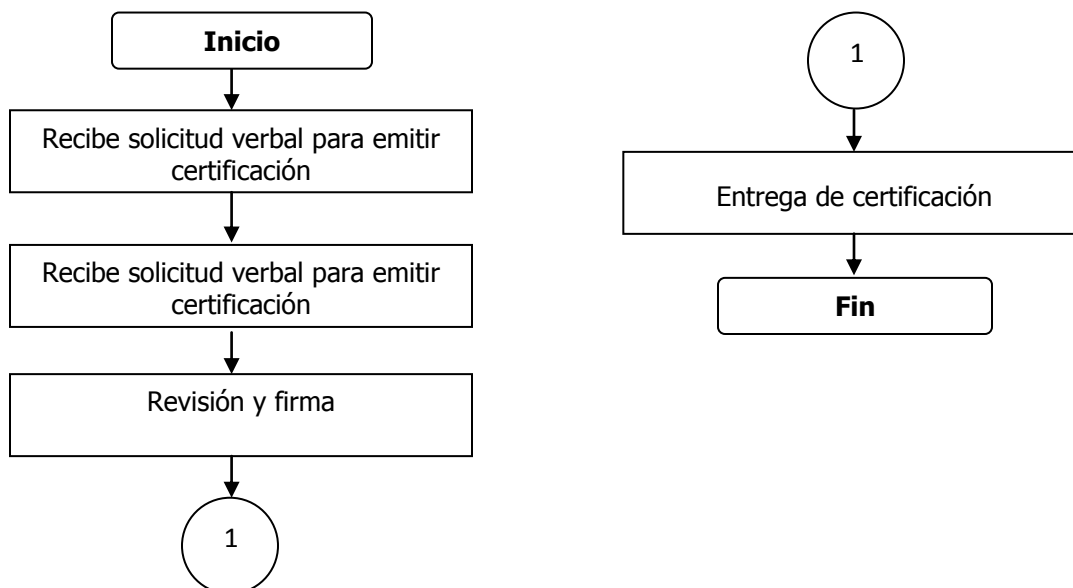 Inicio
Recibe solicitud verbal para emitir
certificación
Recibe solicitud verbal para emitir
certificación
Revisión y firma
1
1
Entrega de certificación
Fin